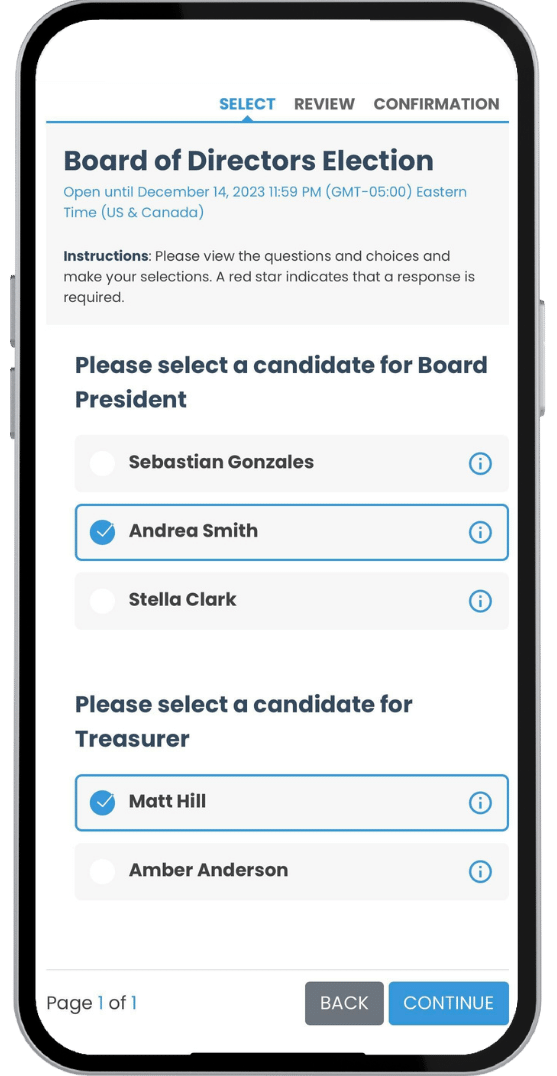 SELECT REVIEW CONFIRMATION
Board of Directors Election
Open until December 14, 2023 11:59 PM (GMT-05:00) Eastern
Time (US & Canada)
Instructions: Please view the questions and choices and
make your selections. A red star indicates that a response is
required.
Please select a candidate for Board
President
Sebastian Gonzales
Andrea Smith
Stella Clark
Please select a candidate for
Treasurer
Matt Hill
Amber Anderson
Page 1 of 1
BACK
CONTINUE